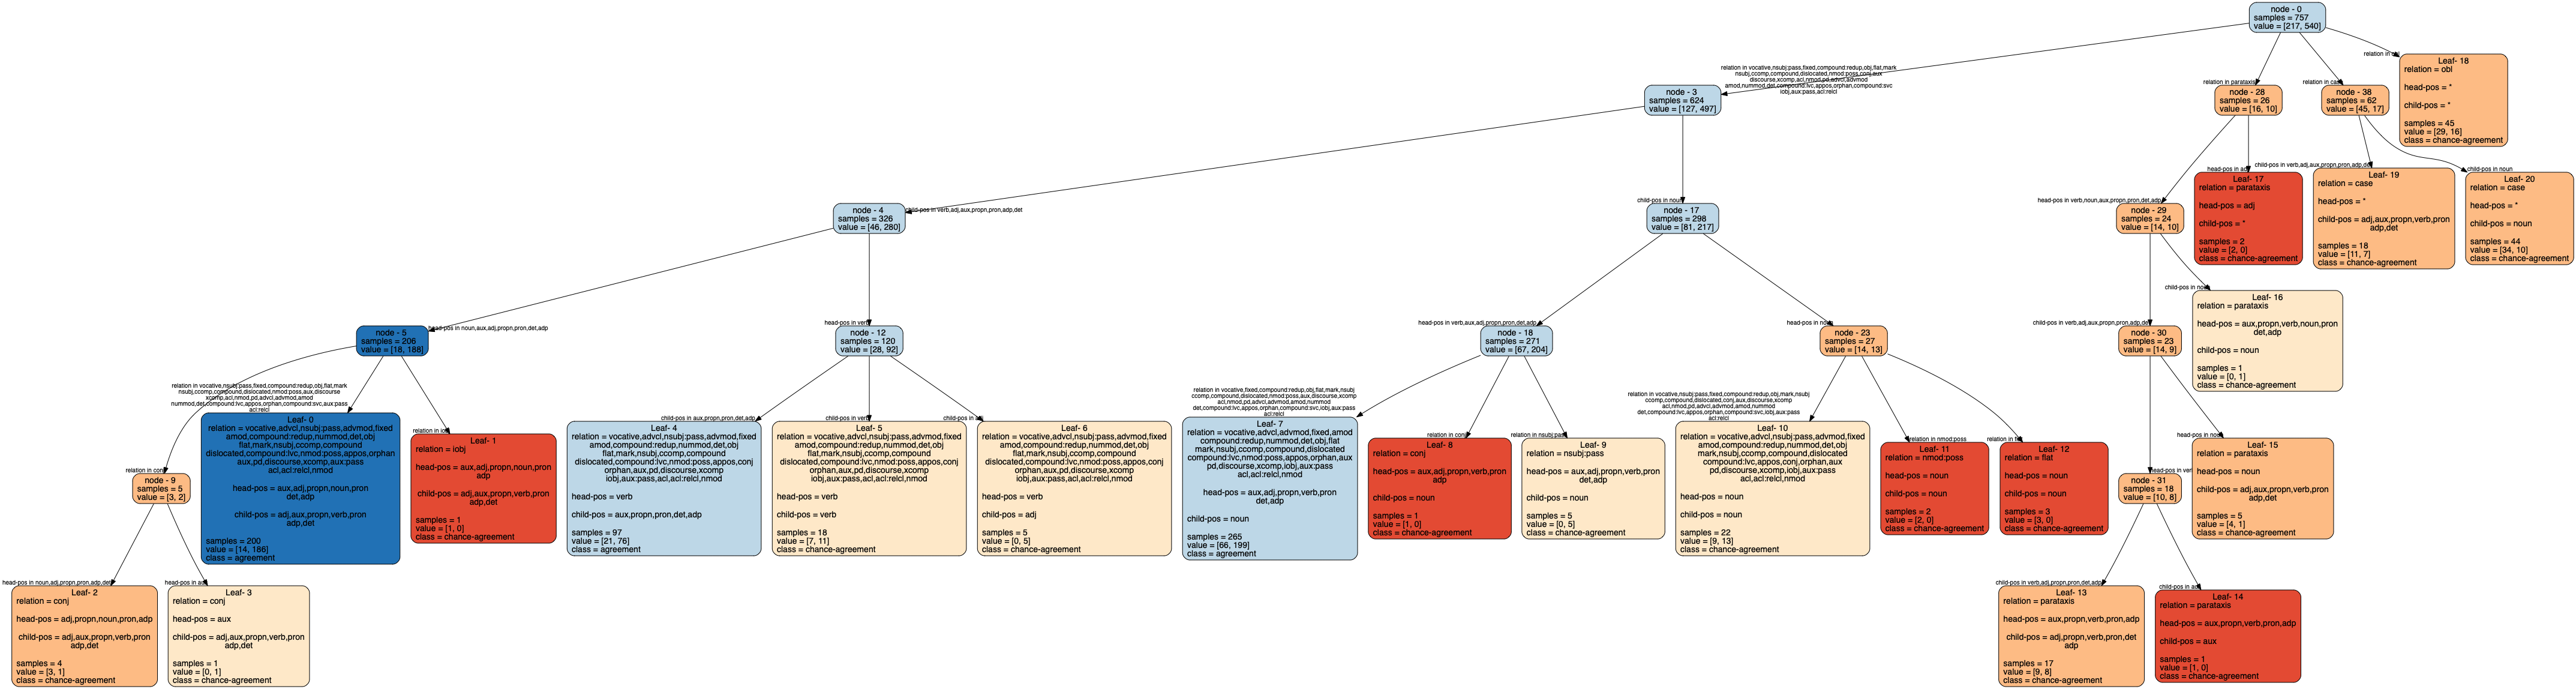 node - 0
samples = 757
value = [217, 540]
relation in vocative,nsubj:pass,fixed,compound:redup,obj,flat,mark
nsubj,ccomp,compound,dislocated,nmod:poss,conj,aux
discourse,xcomp,acl,nmod,pd,advcl,advmod
amod,nummod,det,compound:lvc,appos,orphan,compound:svc
iobj,aux:pass,acl:relcl
relation in parataxis
relation in
relation in
Leaf- 18
relation = obl
head-pos = *
child-pos = *
samples = 45
value = [29, 16]
class = chance-agreement
node - 3
samples = 624
value = [127, 497]
node - 28
samples = 26
value = [16, 10]
node - 38
samples = 62
value = [45, 17]
child-pos in verb,adj,aux,propn,pron,adp,det
child-pos in
head-pos in verb,noun,aux,propn,pron,det,adp
head-pos in
child-pos in verb,adj,aux,propn,pron,adp,det
child-pos in noun
node - 4
samples = 326
value = [46, 280]
node - 17
samples = 298
value = [81, 217]
node - 29
samples = 24
value = [14, 10]
Leaf- 17
relation = parataxis
head-pos = adj
child-pos = *
samples = 2
value = [2, 0]
class = chance-agreement
Leaf- 19
relation = case
head-pos = *
child-pos = adj,aux,propn,verb,pron
adp,det
samples = 18
value = [11, 7]
class = chance-agreement
Leaf- 20
relation = case
head-pos = *
child-pos = noun
samples = 44
value = [34, 10]
class = chance-agreement
head-pos in noun,aux,adj,propn,pron,det,adp
head-pos in verb
head-pos in verb,aux,adj,propn,pron,det,adp
head-pos in
child-pos in verb,adj,aux,propn,pron,adp,det
child-pos in
node - 5
samples = 206
value = [18, 188]
node - 12
samples = 120
value = [28, 92]
node - 18
samples = 271
value = [67, 204]
node - 23
samples = 27
value = [14, 13]
node - 30
samples = 23
value = [14, 9]
Leaf- 16
relation = parataxis
head-pos = aux,propn,verb,noun,pron
det,adp
child-pos = noun
samples = 1
value = [0, 1]
class = chance-agreement
relation in
relation in vocative,nsubj:pass,fixed,compound:redup,obj,flat,mark
nsubj,ccomp,compound,dislocated,nmod:poss,aux,discourse
xcomp,acl,nmod,pd,advcl,advmod,amod
nummod,det,compound:lvc,appos,orphan,compound:svc,aux:pass
acl:relcl
relation in
child-pos in aux,propn,pron,det,adp
child-pos in verb
child-pos in
relation in vocative,fixed,compound:redup,obj,flat,mark,nsubj
ccomp,compound,dislocated,nmod:poss,aux,discourse,xcomp
acl,nmod,pd,advcl,advmod,amod,nummod
det,compound:lvc,appos,orphan,compound:svc,iobj,aux:pass
acl:relcl
relation in
relation in nsubj:pass
relation in vocative,nsubj:pass,fixed,compound:redup,obj,mark,nsubj
ccomp,compound,dislocated,conj,aux,discourse,xcomp
acl,nmod,pd,advcl,advmod,amod,nummod
det,compound:lvc,appos,orphan,compound:svc,iobj,aux:pass
acl:relcl
relation in nmod:poss
relation in
head-pos in
head-pos in
node - 9
samples = 5
value = [3, 2]
Leaf- 0
relation = vocative,advcl,nsubj:pass,advmod,fixed
amod,compound:redup,nummod,det,obj
flat,mark,nsubj,ccomp,compound
dislocated,compound:lvc,nmod:poss,appos,orphan
aux,pd,discourse,xcomp,aux:pass
acl,acl:relcl,nmod
head-pos = aux,adj,propn,noun,pron
det,adp
child-pos = adj,aux,propn,verb,pron
adp,det
samples = 200
value = [14, 186]
class = agreement
Leaf- 1
relation = iobj
head-pos = aux,adj,propn,noun,pron
adp
child-pos = adj,aux,propn,verb,pron
adp,det
samples = 1
value = [1, 0]
class = chance-agreement
Leaf- 4
relation = vocative,advcl,nsubj:pass,advmod,fixed
amod,compound:redup,nummod,det,obj
flat,mark,nsubj,ccomp,compound
dislocated,compound:lvc,nmod:poss,appos,conj
orphan,aux,pd,discourse,xcomp
iobj,aux:pass,acl,acl:relcl,nmod
head-pos = verb
child-pos = aux,propn,pron,det,adp
samples = 97
value = [21, 76]
class = agreement
Leaf- 5
relation = vocative,advcl,nsubj:pass,advmod,fixed
amod,compound:redup,nummod,det,obj
flat,mark,nsubj,ccomp,compound
dislocated,compound:lvc,nmod:poss,appos,conj
orphan,aux,pd,discourse,xcomp
iobj,aux:pass,acl,acl:relcl,nmod
head-pos = verb
child-pos = verb
samples = 18
value = [7, 11]
class = chance-agreement
Leaf- 6
relation = vocative,advcl,nsubj:pass,advmod,fixed
amod,compound:redup,nummod,det,obj
flat,mark,nsubj,ccomp,compound
dislocated,compound:lvc,nmod:poss,appos,conj
orphan,aux,pd,discourse,xcomp
iobj,aux:pass,acl,acl:relcl,nmod
head-pos = verb
child-pos = adj
samples = 5
value = [0, 5]
class = chance-agreement
Leaf- 7
relation = vocative,advcl,advmod,fixed,amod
compound:redup,nummod,det,obj,flat
mark,nsubj,ccomp,compound,dislocated
compound:lvc,nmod:poss,appos,orphan,aux
pd,discourse,xcomp,iobj,aux:pass
acl,acl:relcl,nmod
head-pos = aux,adj,propn,verb,pron
det,adp
child-pos = noun
samples = 265
value = [66, 199]
class = agreement
Leaf- 8
relation = conj
head-pos = aux,adj,propn,verb,pron
adp
child-pos = noun
samples = 1
value = [1, 0]
class = chance-agreement
Leaf- 9
relation = nsubj:pass
head-pos = aux,adj,propn,verb,pron
det,adp
child-pos = noun
samples = 5
value = [0, 5]
class = chance-agreement
Leaf- 10
relation = vocative,advcl,nsubj:pass,advmod,fixed
amod,compound:redup,nummod,det,obj
mark,nsubj,ccomp,compound,dislocated
compound:lvc,appos,conj,orphan,aux
pd,discourse,xcomp,iobj,aux:pass
acl,acl:relcl,nmod
head-pos = noun
child-pos = noun
samples = 22
value = [9, 13]
class = chance-agreement
Leaf- 11
relation = nmod:poss
head-pos = noun
child-pos = noun
samples = 2
value = [2, 0]
class = chance-agreement
Leaf- 12
relation = flat
head-pos = noun
child-pos = noun
samples = 3
value = [3, 0]
class = chance-agreement
node - 31
samples = 18
value = [10, 8]
Leaf- 15
relation = parataxis
head-pos = noun
child-pos = adj,aux,propn,verb,pron
adp,det
samples = 5
value = [4, 1]
class = chance-agreement
head-pos in noun,adj,propn,pron,adp,det
head-pos in
child-pos in verb,adj,propn,pron,det,adp
child-pos in
Leaf- 2
relation = conj
head-pos = adj,propn,noun,pron,adp
child-pos = adj,aux,propn,verb,pron
adp,det
samples = 4
value = [3, 1]
class = chance-agreement
Leaf- 3
relation = conj
head-pos = aux
child-pos = adj,aux,propn,verb,pron
adp,det
samples = 1
value = [0, 1]
class = chance-agreement
Leaf- 13
relation = parataxis
head-pos = aux,propn,verb,pron,adp
child-pos = adj,propn,verb,pron,det
adp
samples = 17
value = [9, 8]
class = chance-agreement
Leaf- 14
relation = parataxis
head-pos = aux,propn,verb,pron,adp
child-pos = aux
samples = 1
value = [1, 0]
class = chance-agreement